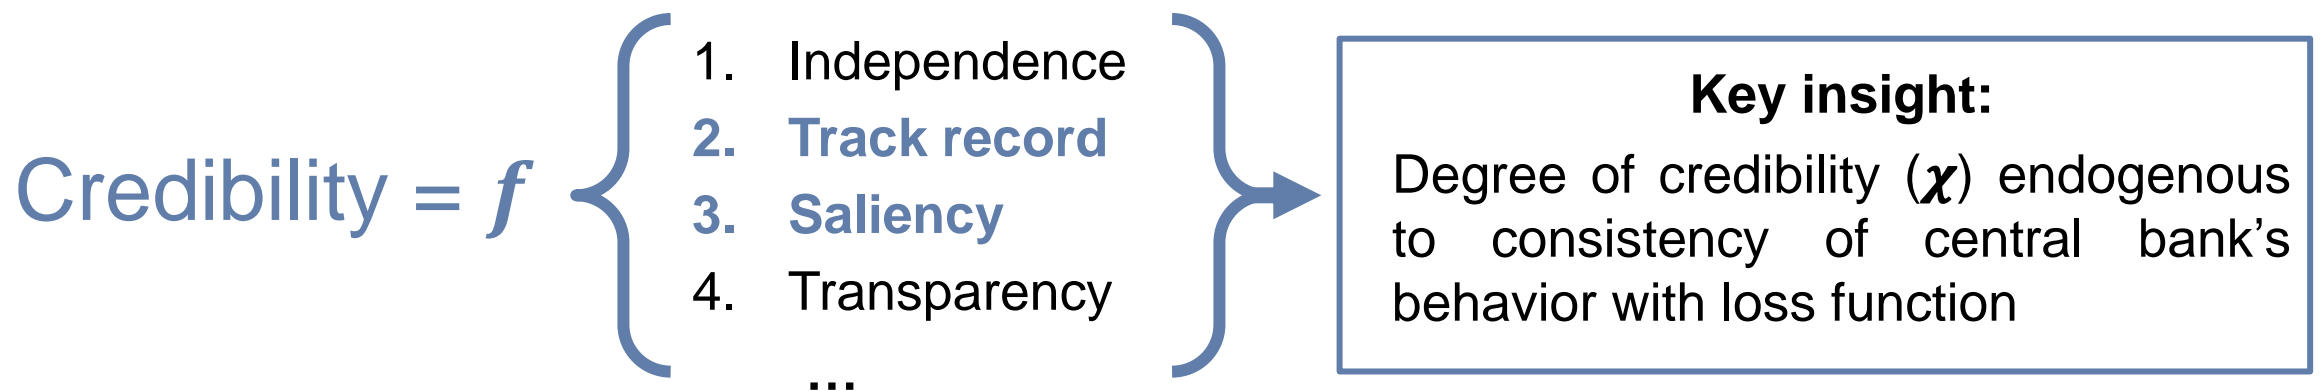 Credibility = f
1. Independence
2. Track record
3. Saliency
4. Transparency
...
Key insight:
Degree of credibility (χ) endogenous
to consistency of central bank’s
behavior with loss function